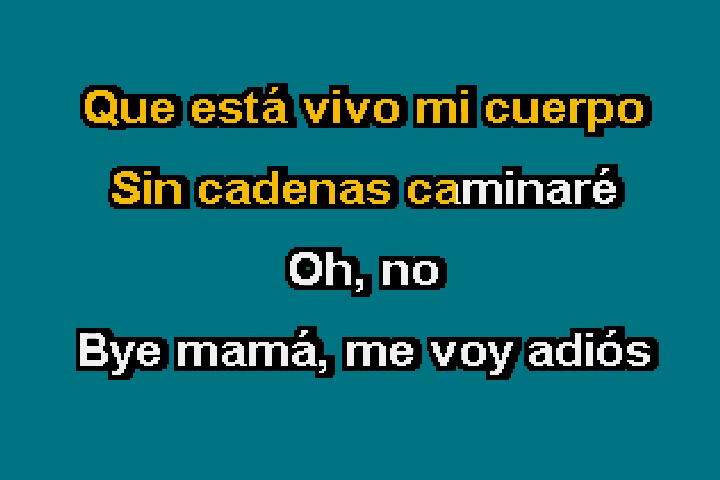 Que está vivo mi cuerpo
Sin cadenas caminaré
Oh, no
Bye mamá, me voy adiós